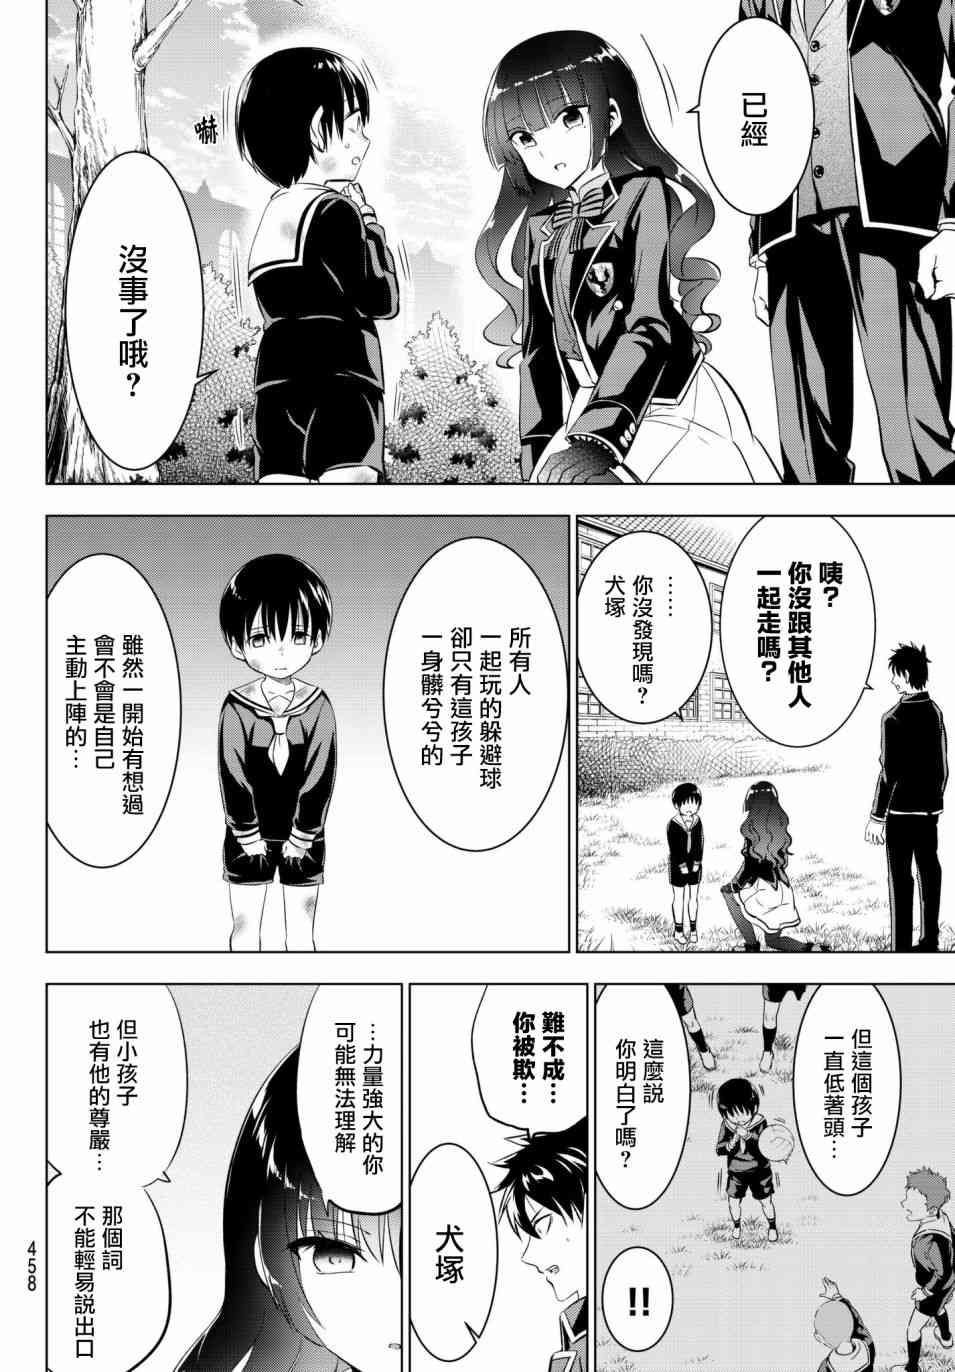 已經
嚇
沒事了哦?
咦?
你沒跟其他人
一起走嗎?
……
你沒發現嗎?
犬塚
所有人
一起玩的躲避球
卻只有這孩子
一身髒兮兮的
雖然一開始有想過
會不會是自己
主動上陣的…
但這個孩子
一直低著頭…
這麼說
你明白了嗎?
!!
難不成…
你被欺…
犬塚
…力量強大的你
可能無法理解
但小孩子
也有他的尊嚴…
那個詞
不能輕易說出口
458